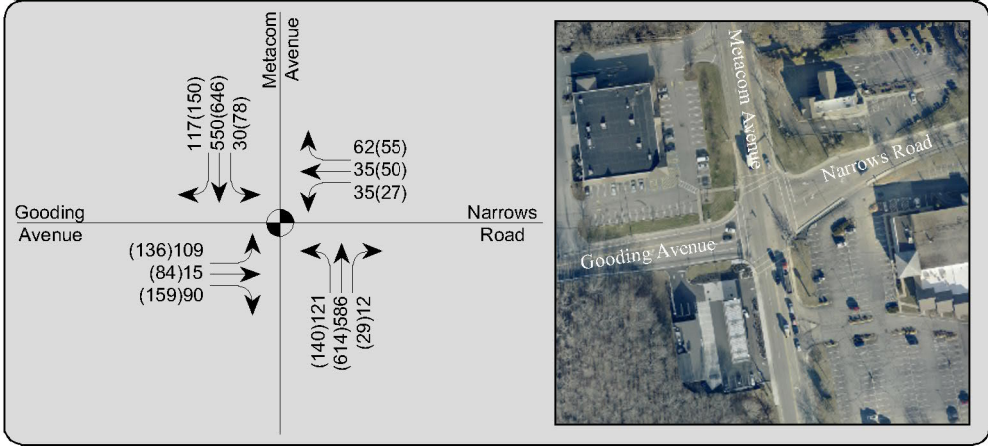 Metacom
Avenue
117(150)
550(646)
30(78)
62(55)
35(50)
35(27)
Gooding
Avenue
Narrows
Road
(136)109
(84)15
(159)90
(140)121
(614)586
(29)12
Metacom Avenue
Narrows Road
Gooding Avenue